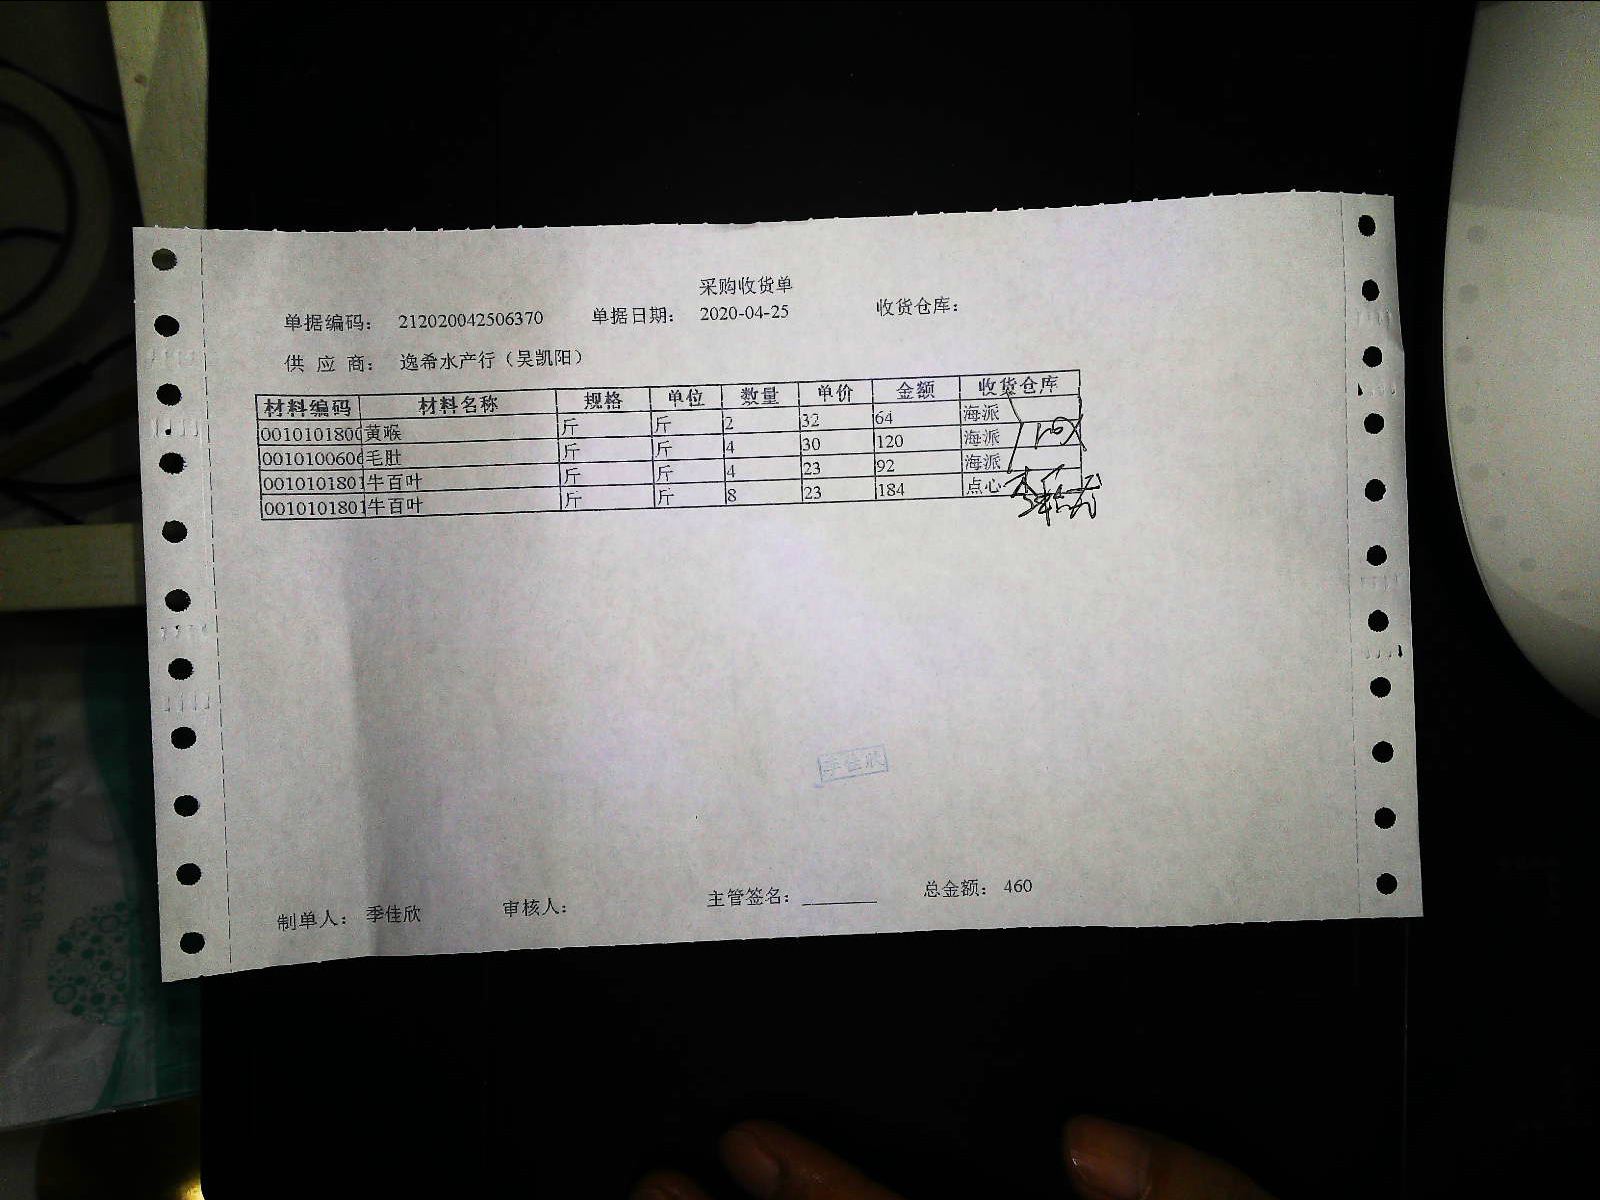 采购收货单
单据编码： 212020042506370 单据日期： 2020-04-25 收货仓库：
供 应 商： 逸希水产行（吴凯阳）
材料编码 材料名称 规格 单位 数量 单价 金额 收货仓库
0010101800 黄喉 斤 斤 2 32 64 海派
0010100606 毛肚 斤 斤 4 30 120 海派
0010101801 牛百叶 斤 斤 4 23 92 海派
0010101801 牛百叶 斤 斤 8 23 184 点心
季佳欣
制单人： 季佳欣 审核人： 主管签名： 总金额： 460